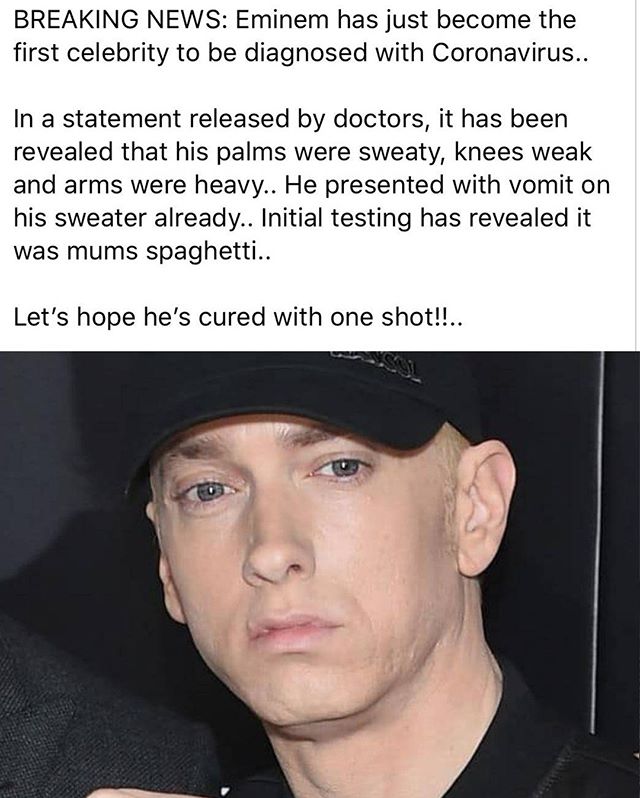 BREAKING NEWS: Eminem has just become the
first celebrity to be diagnosed with Coronavirus..
In a statement released by doctors, it has been
revealed that his palms were sweaty, knees weak
and arms were heavy.. He presented with vomit on
his sweater already.. Initial testing has revealed it
was mums spaghetti..
Let’s hope he’s cured with one shot!!..